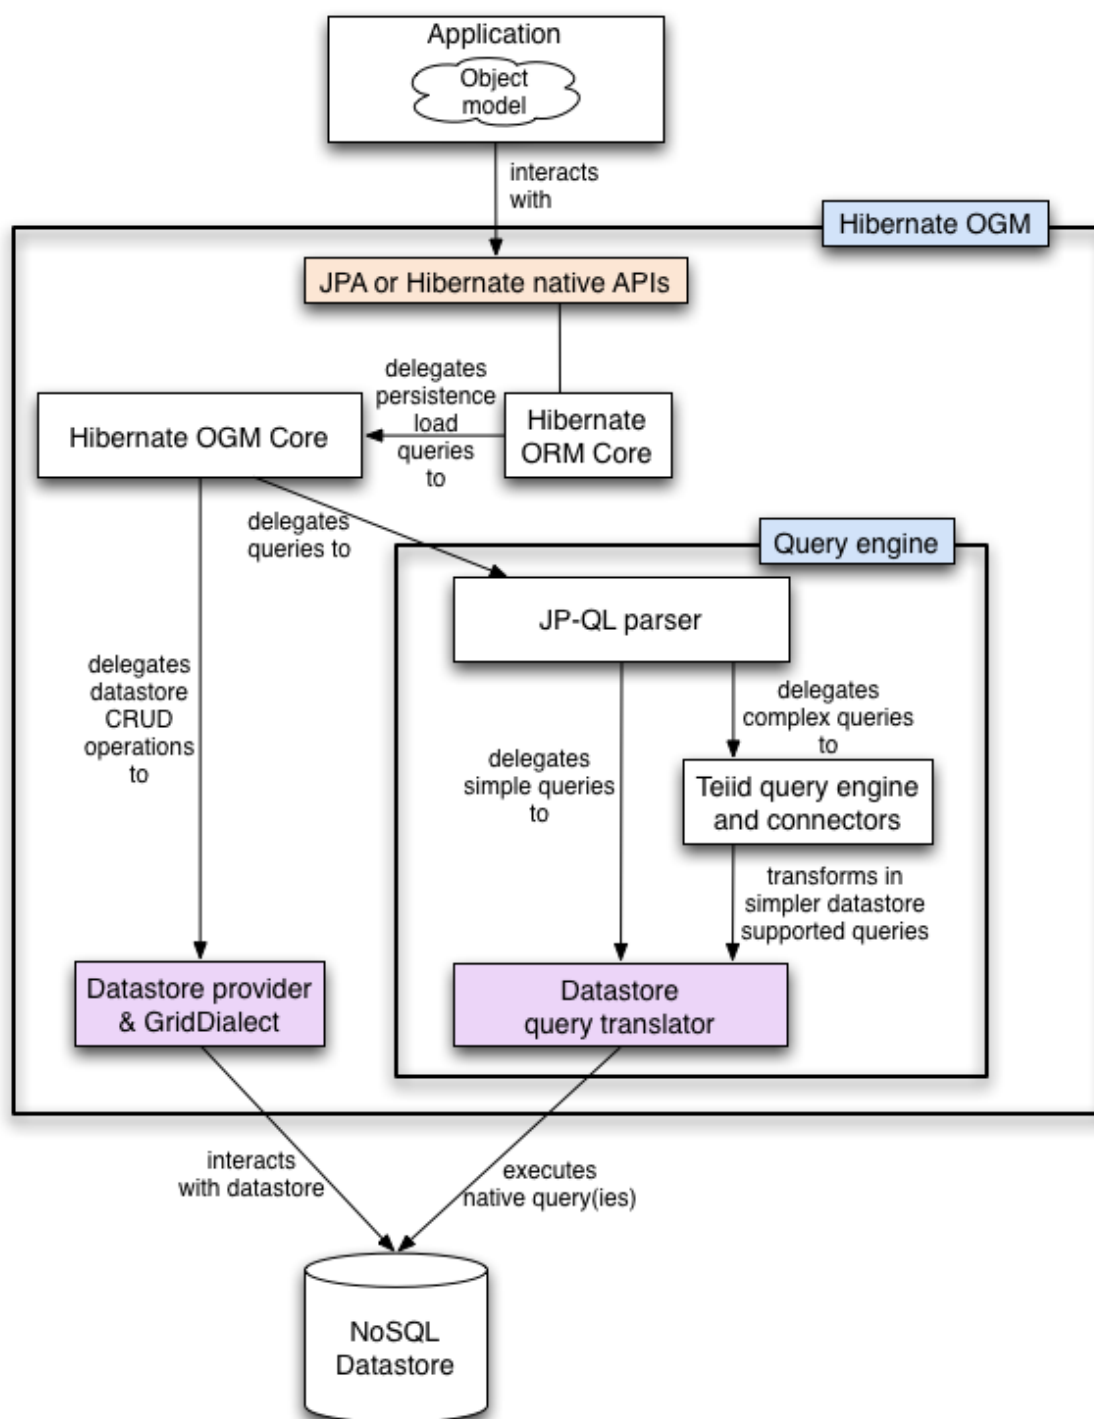 Application
Object
model
interacts
with
Hibernate OGM
JPA or Hibernate native APIs
delegates
persistence
load
queries
to
Hibernate OGM Core
Hibernate
ORM Core
delegates
queries to
Query engine
JP-QL parser
delegates
datastore
CRUD
operations
to
delegates
simple queries
to
delegates
complex queries
to
Teiid query engine
and connectors
transforms in
simpler datastore
supported queries
Datastore provider
& GridDialect
Datastore
query translator
interacts
with datastore
executes
native query(ies)
NoSQL
Datastore